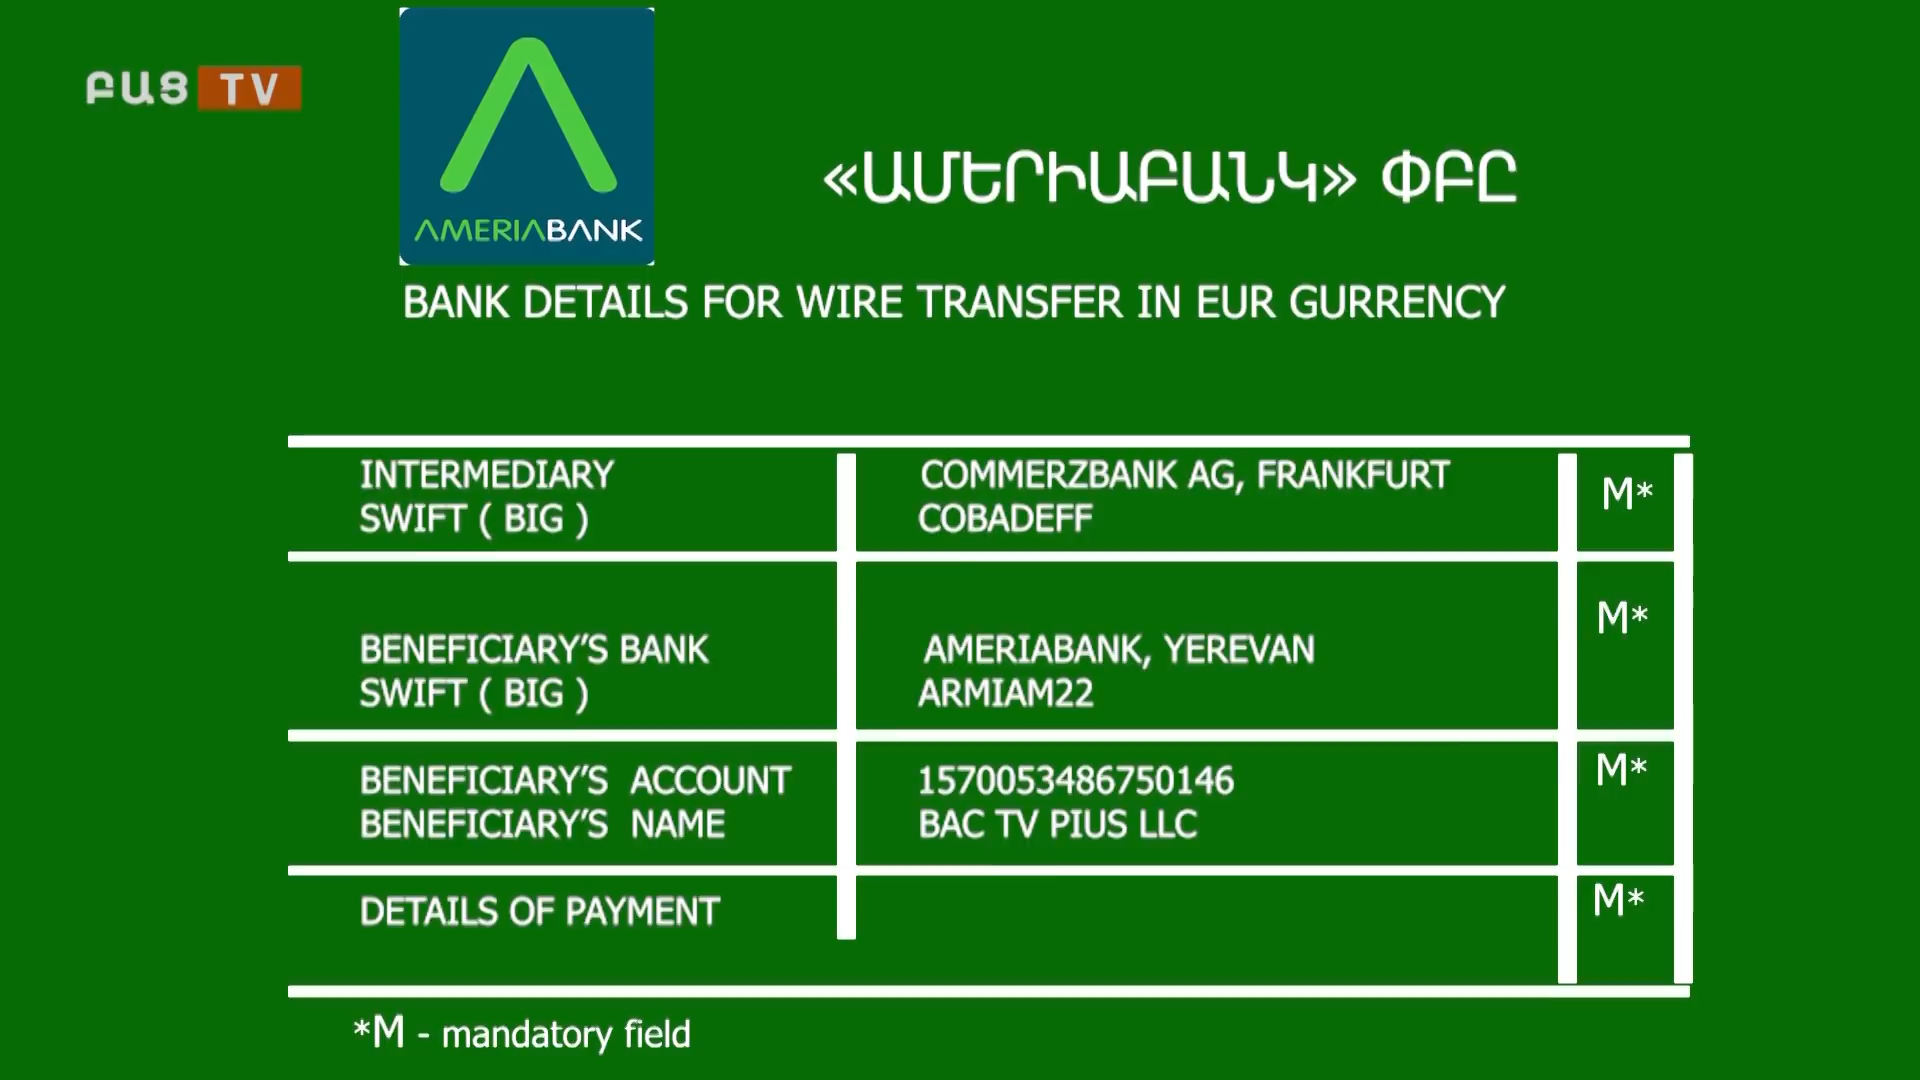 ԲԱՑ TV
AMERIABANK
«ԱՄԵՐԻԱԲԱՆԿ» ՓԲԸ
BANK DETAILS FOR WIRE TRANSFER IN EUR GURRENCY
INTERMEDIARY COMMERZBANK AG, FRANKFURT M*
SWIFT ( BIG ) COBADEFF
BENEFICIARY’S BANK AMERIABANK, YEREVAN M*
SWIFT ( BIG ) ARMIAM22
BENEFICIARY’S ACCOUNT 1570053486750146 M*
BENEFICIARY’S NAME BAC TV PIUS LLC
DETAILS OF PAYMENT M*
*M - mandatory field